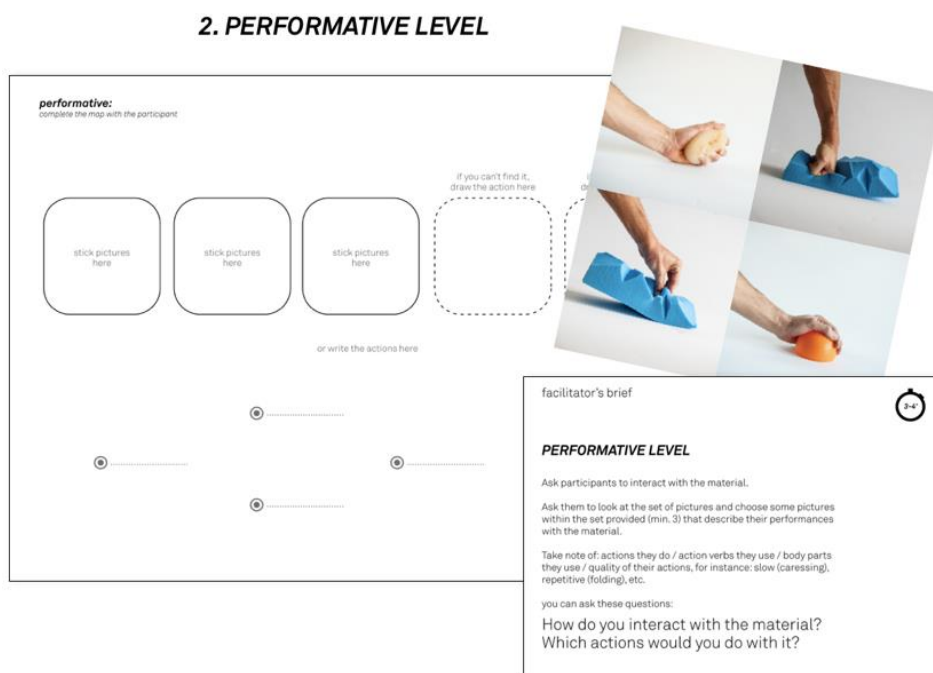 2. PERFORMATIVE LEVEL
performative:
complete the map with the participant
if you can't find it,
draw the action here
stick pictures
here
stick pictures
here
stick pictures
here
or write the actions here
facilitator's brief
3-4'
PERFORMATIVE LEVEL
Ask participants to interact with the material.
Ask them to look at the set of pictures and choose some pictures
within the set provided (min. 3) that describe their performances
with the material.
Take note of: actions they do / action verbs they use / body parts
they use / quality of their actions, for instance: slow (caressing),
repetitive (folding), etc.
you can ask these questions:
How do you interact with the material?
Which actions would you do with it?